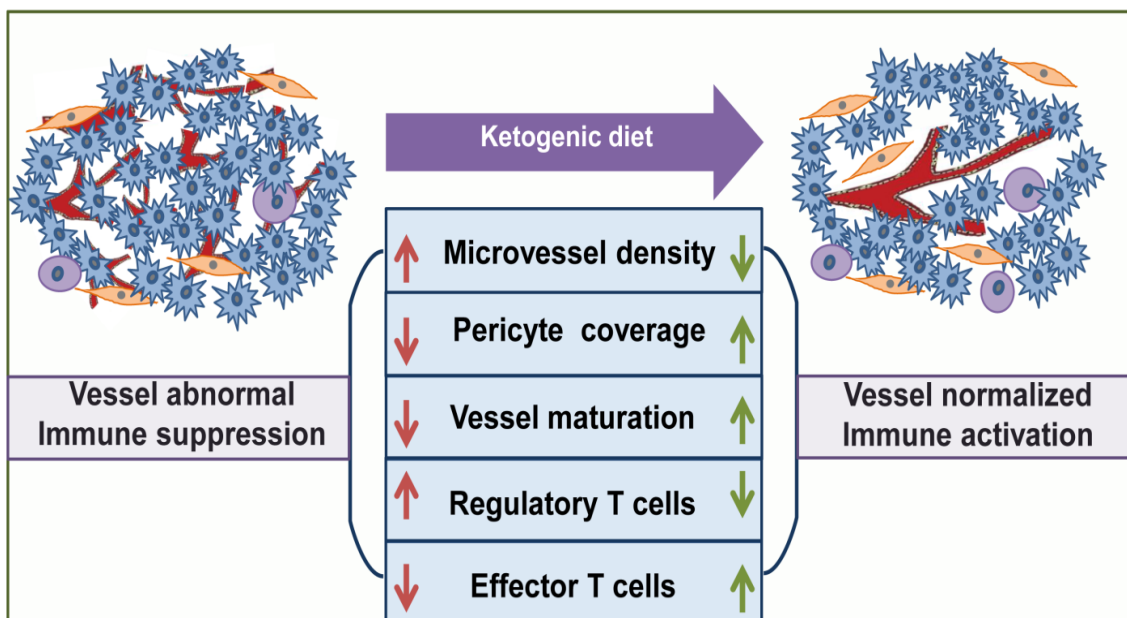 Ketogenic diet
Microvessel density
Pericyte coverage
Vessel maturation
Regulatory T cells
Effector T cells
Vessel abnormal
Immune suppression
Vessel normalized
Immune activation